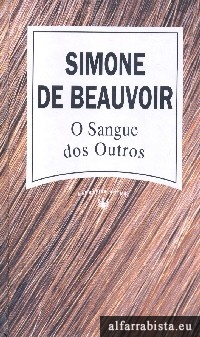 SIMONE
DE BEAUVOIR
O Sangue
dos Outros
alfarrabista.eu